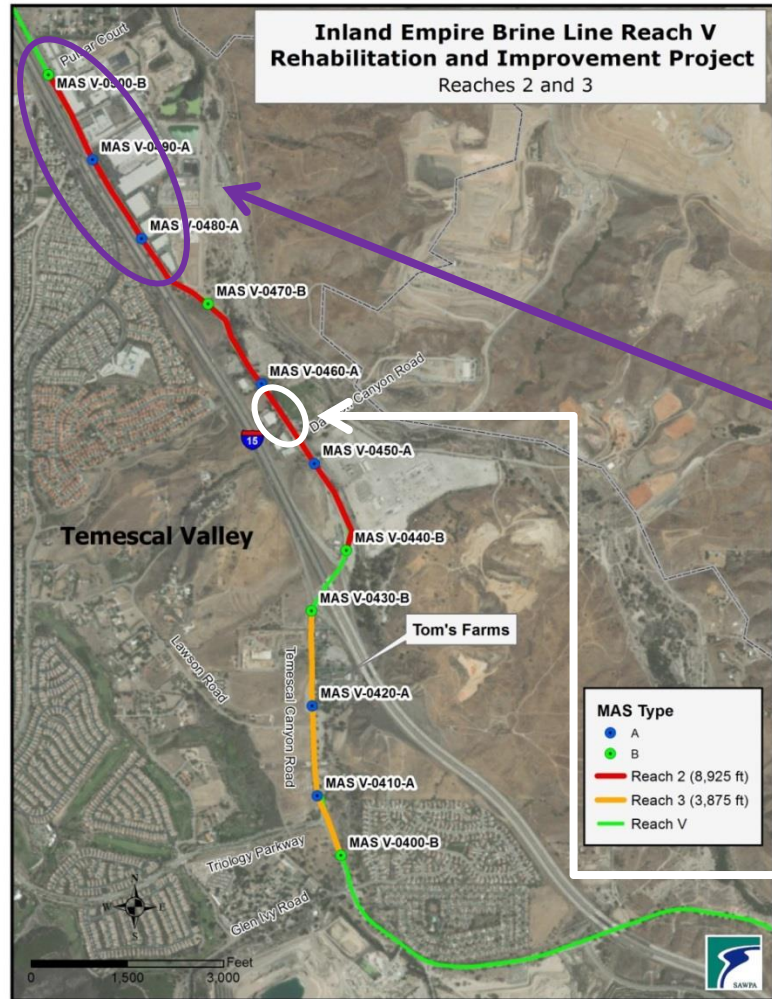 Inland Empire Brine Line Reach V
Rehabilitation and Improvement Project
Reaches 2 and 3
Pulsar Court
MAS V-0500-B
MAS V-0490-A
MAS V-0480-A
MAS V-0470-B
MAS V-0460-A
Canyon Road
15
MAS V-0450-A
Temescal Valley
MAS V-0440-B
MAS V-0430-B
Tom's Farms
Lawson Road
Temescal Canyon Road
MAS V-0420-A
MAS V-0410-A
Triology Parkway
MAS V-0400-B
Glen Ivy Road
MAS Type
A
B
Reach 2 (8,925 ft)
Reach 3 (3,875 ft)
Reach V
N
W E
S
Feet
0 1,500 3,000
SAWPA